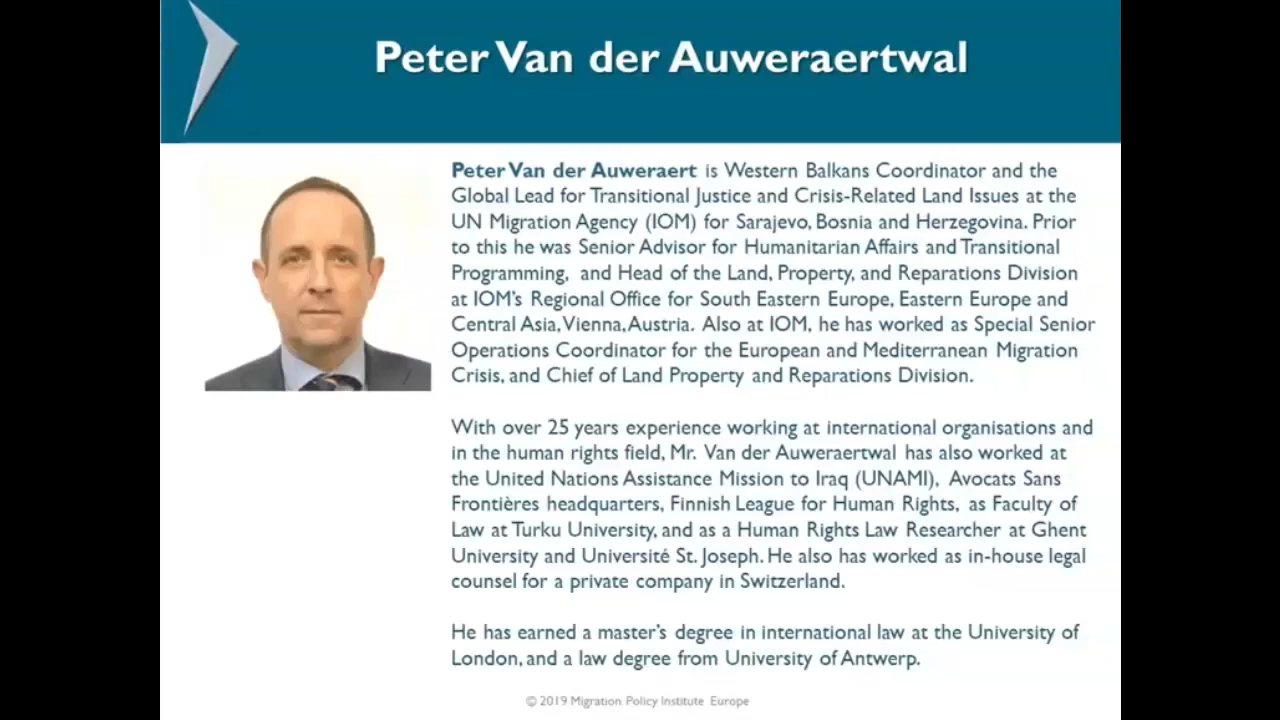 Peter Van der Auweraertwal
Peter Van der Auweraert is Western Balkans Coordinator and the
Global Lead for Transitional Justice and Crisis-Related Land Issues at the
UN Migration Agency (IOM) for Sarajevo, Bosnia and Herzegovina. Prior
to this he was Senior Advisor for Humanitarian Affairs and Transitional
Programming, and Head of the Land, Property, and Reparations Division
at IOM's Regional Office for South Eastern Europe, Eastern Europe and
Central Asia, Vienna, Austria. Also at IOM, he has worked as Special Senior
Operations Coordinator for the European and Mediterranean Migration
Crisis, and Chief of Land Property and Reparations Division.
With over 25 years experience working at international organisations and
in the human rights field, Mr. Van der Auweraertwal has also worked at
the United Nations Assistance Mission to Iraq (UNAMI), Avocats Sans
Frontières headquarters, Finnish League for Human Rights, as Faculty of
Law at Turku University, and as a Human Rights Law Researcher at Ghent
University and Université St. Joseph. He also has worked as in-house legal
counsel for a private company in Switzerland.
He has earned a master's degree in international law at the University of
London, and a law degree from University of Antwerp.
© 2019 Migration Policy Institute Europe